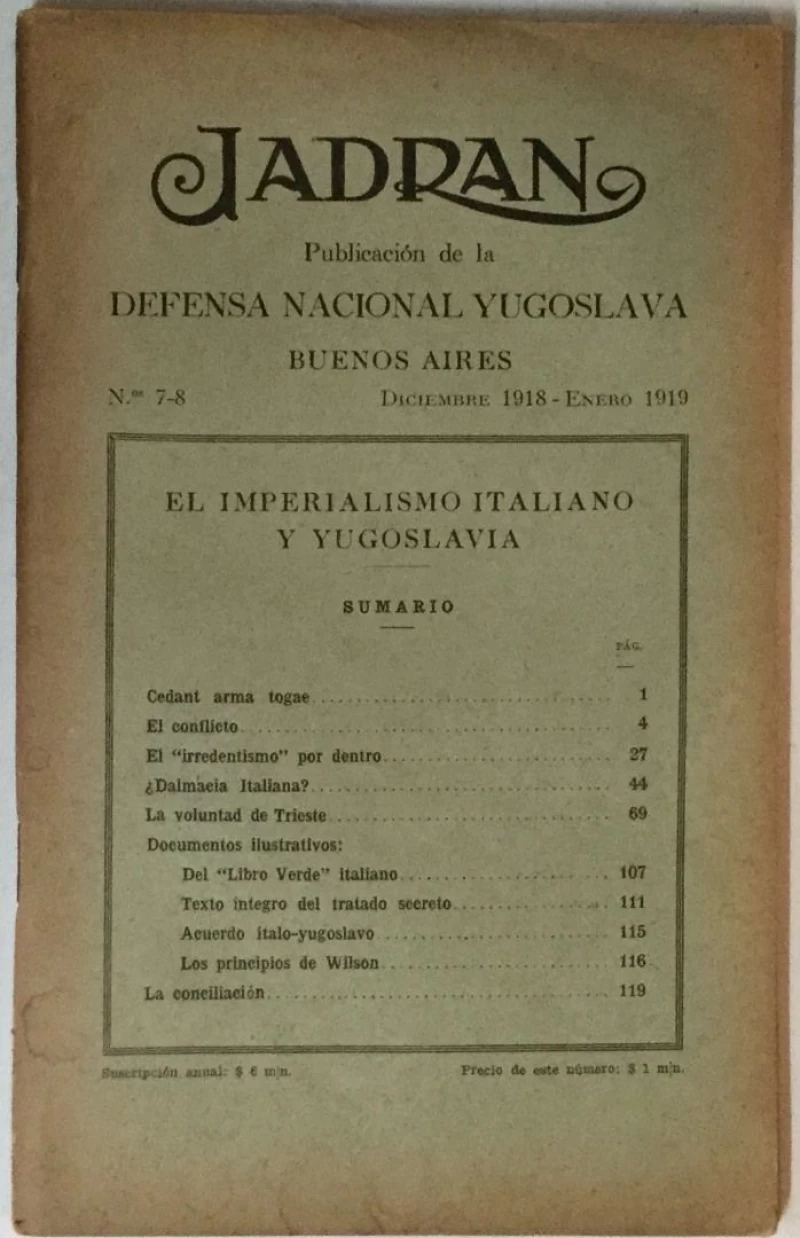 JADRAN
Publicación de la
DEFENSA NACIONAL YUGOSLAVA
BUENOS AIRES
N.os 7-8 DICIEMBRE 1918 - ENERO 1919
EL IMPERIALISMO ITALIANO
Y YUGOSLAVIA
SUMARIO
PÁG.
Cedant arma togae 1
El conflicto 4
El “irredentismo” por dentro 27
¿Dalmacia Italiana? 44
La voluntad de Trieste 69
Documentos ilustrativos:
Del “Libro Verde” italiano 107
Texto íntegro del tratado secreto 111
Acuerdo italo-yugoslavo 115
Los principios de Wilson 116
La conciliación 119
Suscripción anual: $ 6 m/n. Precio de este número: $ 1 m/n.